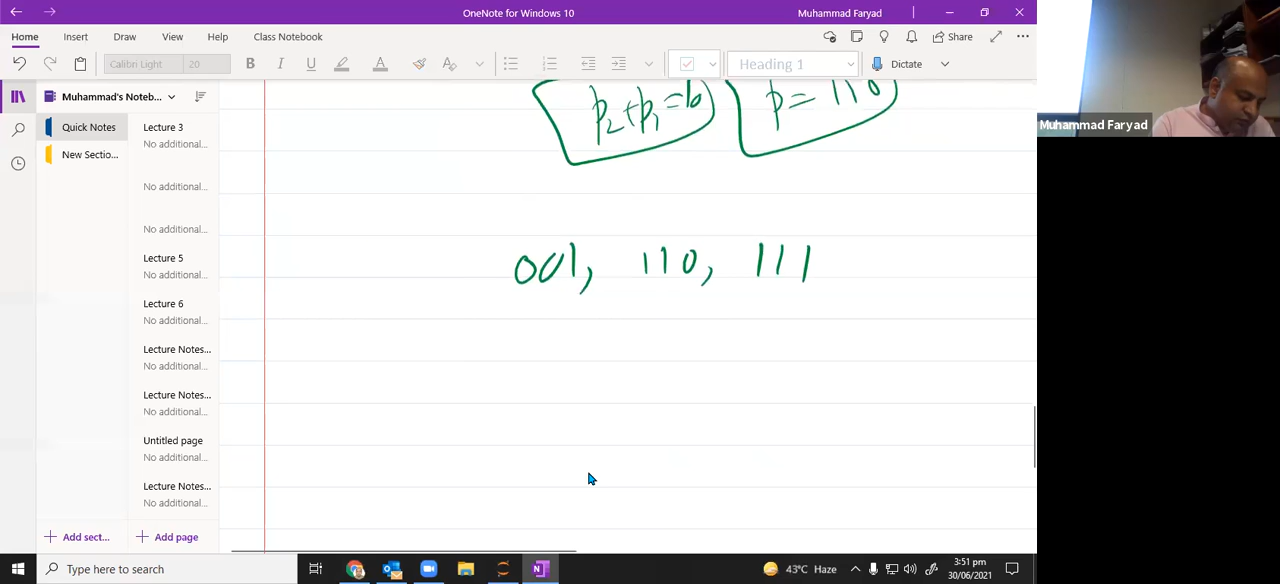 OneNote for Windows 10
Muhammad Faryad
Home Insert Draw View Help Class Notebook
Share
Calibri Light 20 B I U
Heading 1
Dictate
Muhammad's Noteb...
Quick Notes
New Sectio...
Lecture 3
No additional...
No additional...
No additional...
Lecture 5
No additional...
Lecture 6
No additional...
Lecture Notes...
No additional...
Lecture Notes...
No additional...
Untitled page
No additional...
Lecture Notes...
No additional...
Add sect...
Add page
p₂+p₁=b
p=110
001, 110, 111
Muhammad Faryad
Type here to search
43°C Haze
3:51 pm
30/06/2021